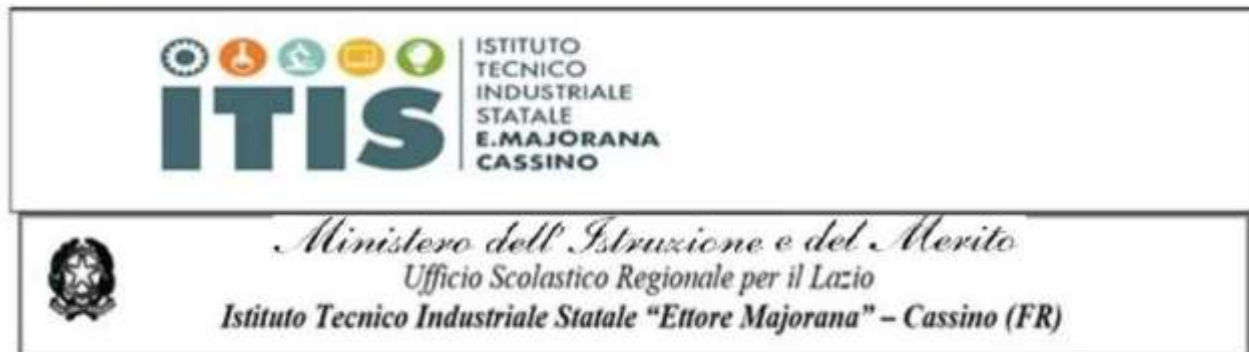 ITIS
ISTITUTO
TECNICO
INDUSTRIALE
STATALE
E.MAJORANA
CASSINO
Ministero dell' Istruzione e del Merito
Ufficio Scolastico Regionale per il Lazio
Istituto Tecnico Industriale Statale “Ettore Majorana” – Cassino (FR)